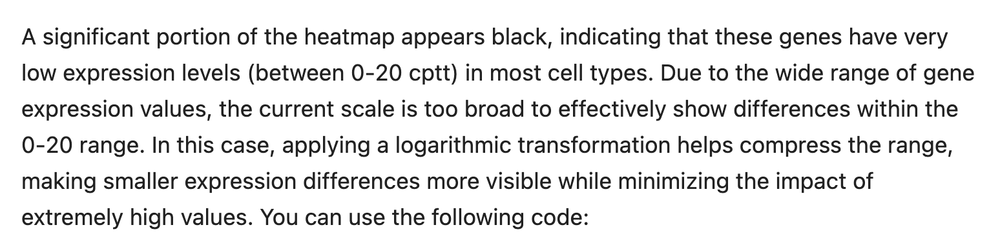 A significant portion of the heatmap appears black, indicating that these genes have very
low expression levels (between 0-20 cptt) in most cell types. Due to the wide range of gene
expression values, the current scale is too broad to effectively show differences within the
0-20 range. In this case, applying a logarithmic transformation helps compress the range,
making smaller expression differences more visible while minimizing the impact of
extremely high values. You can use the following code: